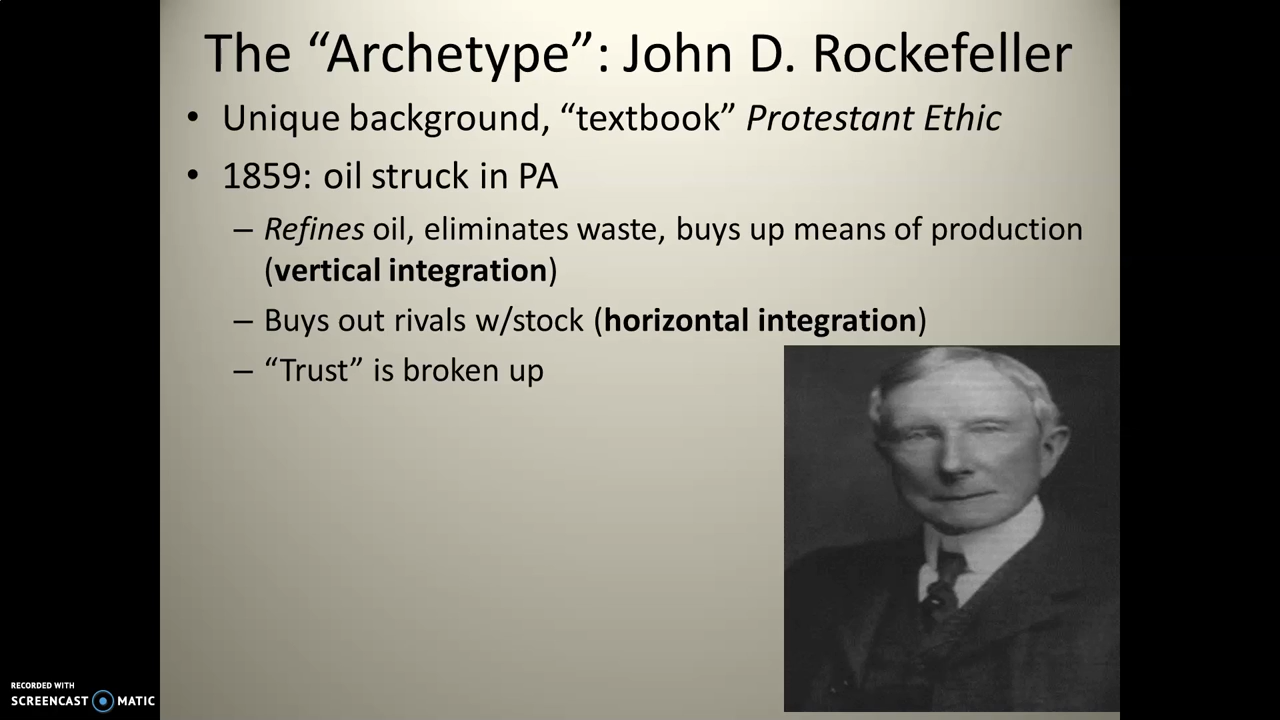 The “Archetype”: John D. Rockefeller
• Unique background, “textbook” Protestant Ethic
• 1859: oil struck in PA
– Refines oil, eliminates waste, buys up means of production
(vertical integration)
– Buys out rivals w/stock (horizontal integration)
– “Trust” is broken up
RECORDED WITH
SCREENCAST MATIC